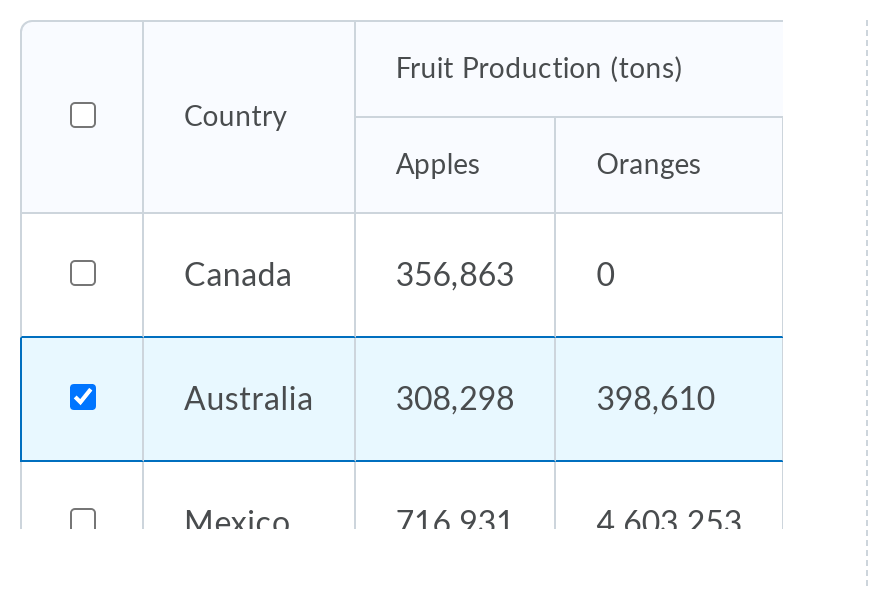 Fruit Production (tons)
Country
Apples Oranges
Canada 356,863 0
Australia 308,298 398,610
Mexico 716,931 4,603,253